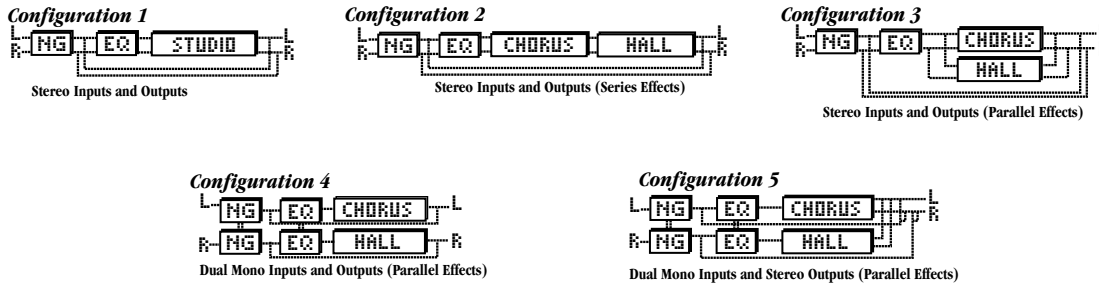 Configuration 1
L
R
NG
EQ
STUDIO
L
R
Stereo Inputs and Outputs
Configuration 2
L
R
NG
EQ
CHORUS
HALL
L
R
Stereo Inputs and Outputs (Series Effects)
Configuration 3
L
R
NG
EQ
CHORUS
HALL
L
R
Stereo Inputs and Outputs (Parallel Effects)
Configuration 4
L
NG
EQ
CHORUS
L
R
NG
EQ
HALL
R
Dual Mono Inputs and Outputs (Parallel Effects)
Configuration 5
L
NG
EQ
CHORUS
L
R
R
NG
EQ
HALL
Dual Mono Inputs and Stereo Outputs (Parallel Effects)